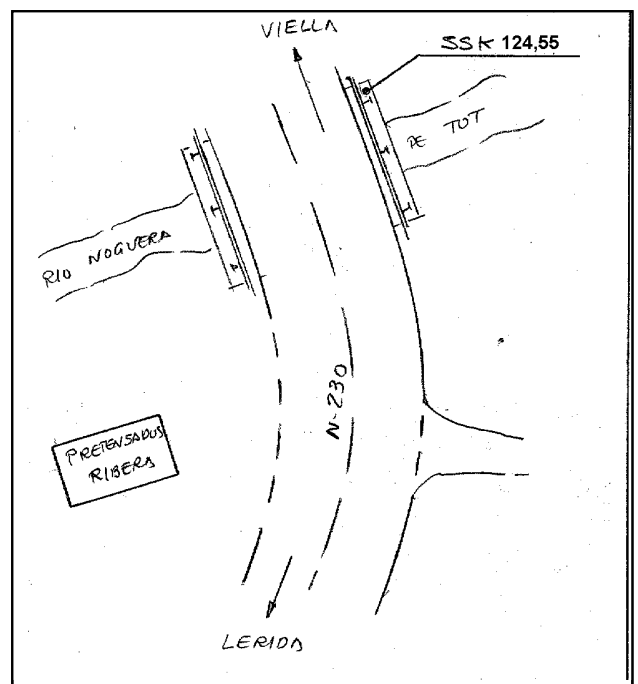 VIELLA
SSK 124,55
DE TOT
RIO NOGUERA
N-230
PRETENSADOS
RIBERA
LERIDA